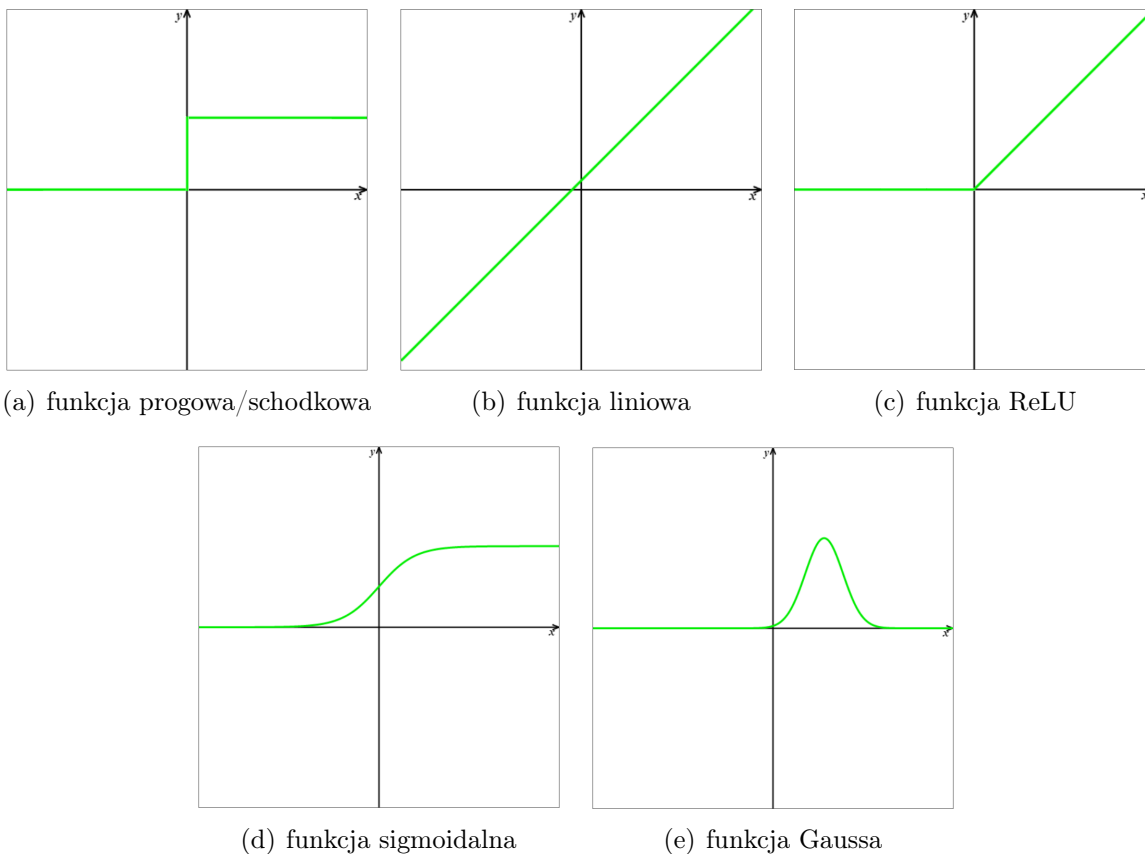 y y y
x x x
(a) funkcja progowa/schodkowa (b) funkcja liniowa (c) funkcja ReLU
y y
x x
(d) funkcja sigmoidalna (e) funkcja Gaussa